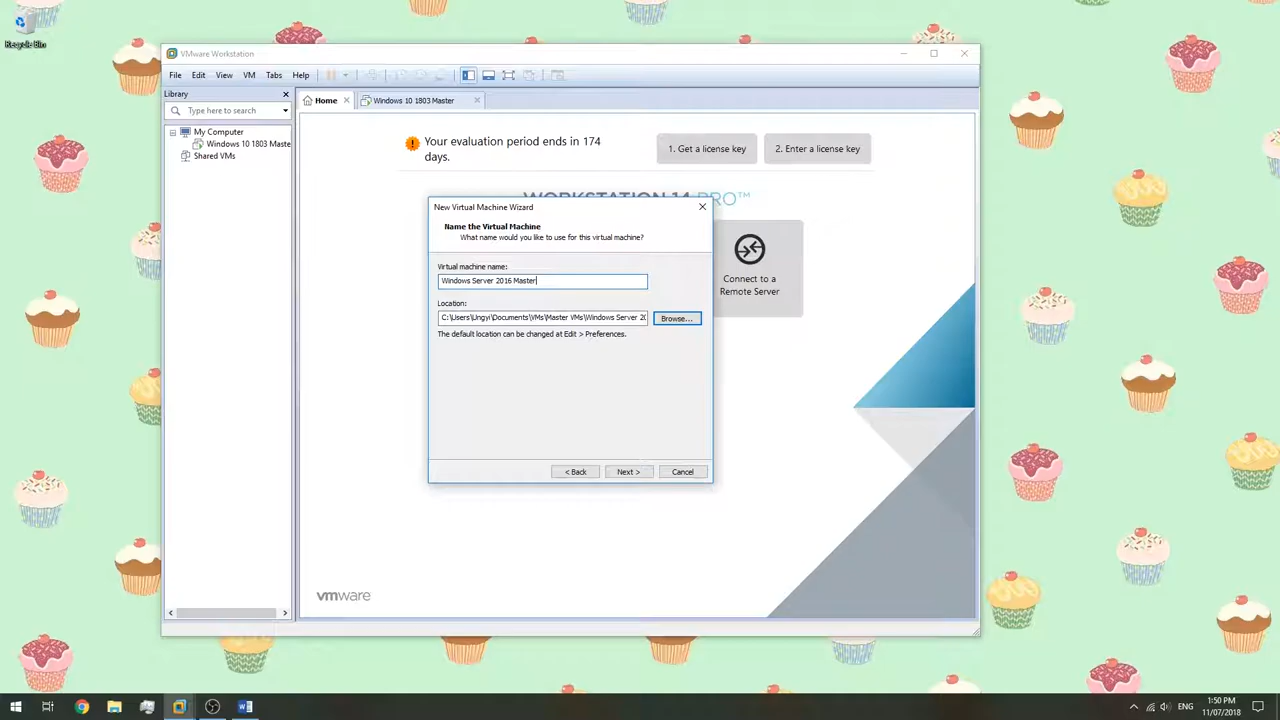 Recycle Bin
VMware Workstation
File Edit View VM Tabs Help
Library
Type here to search
My Computer
Windows 10 1803 Maste
Shared VMs
Home
Windows 10 1803 Master
Your evaluation period ends in 174
days.
1. Get a license key
2. Enter a license key
WORKSTATION 14 PRO™
Connect to a
Remote Server
New Virtual Machine Wizard
Name the Virtual Machine
What name would you like to use for this virtual machine?
Virtual machine name:
Windows Server 2016 Master
Location:
C:\Users\Ungyi\Documents\VMs\Master VMs\Windows Server 20
Browse...
The default location can be changed at Edit > Preferences.
< Back
Next >
Cancel
vmware
ENG
1:50 PM
11/07/2018